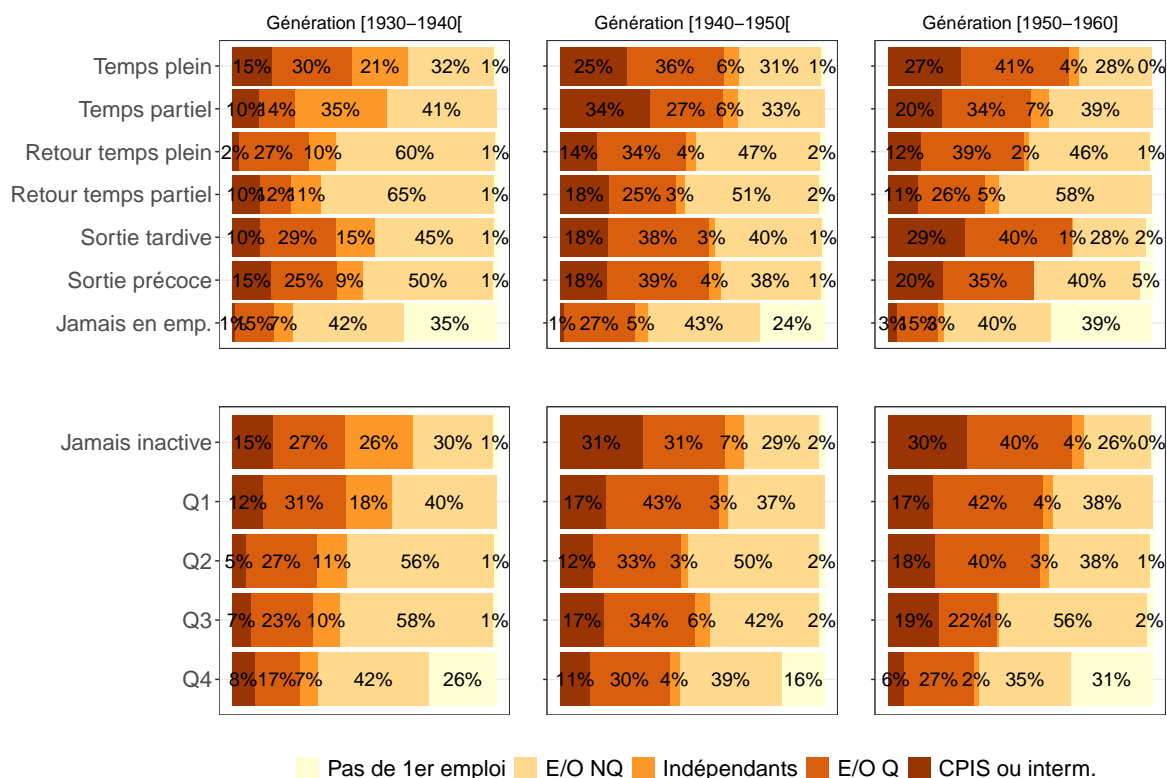 Génération [1930−1940[ Génération [1940−1950[ Génération [1950−1960]
Temps plein 15% 30% 21% 32% 1% 25% 36% 6% 31% 1% 27% 41% 4% 28% 0%
Temps partiel 10% 14% 35% 41% 34% 27% 6% 33% 20% 34% 7% 39%
Retour temps plein 2% 27% 10% 60% 1% 14% 34% 4% 47% 2% 12% 39% 2% 46% 1%
Retour temps partiel 10% 12% 11% 65% 1% 18% 25% 3% 51% 2% 11% 26% 5% 58%
Sortie tardive 10% 29% 15% 45% 1% 18% 38% 3% 40% 1% 29% 40% 1% 28% 2%
Sortie précoce 15% 25% 9% 50% 1% 18% 39% 4% 38% 1% 20% 35% 40% 5%
Jamais en emp. 1% 15% 7% 42% 35% 1% 27% 5% 43% 24% 3% 15% 3% 40% 39%
Jamais inactive 15% 27% 26% 30% 1% 31% 31% 7% 29% 2% 30% 40% 4% 26% 0%
Q1 12% 31% 18% 40% 17% 43% 3% 37% 17% 42% 4% 38%
Q2 5% 27% 11% 56% 1% 12% 33% 3% 50% 2% 18% 40% 3% 38% 1%
Q3 7% 23% 10% 58% 1% 17% 34% 6% 42% 2% 19% 22% 1% 56% 2%
Q4 8% 17% 7% 42% 26% 11% 30% 4% 39% 16% 6% 27% 2% 35% 31%
Pas de 1er emploi E/O NQ Indépendants E/O Q CPIS ou interm.